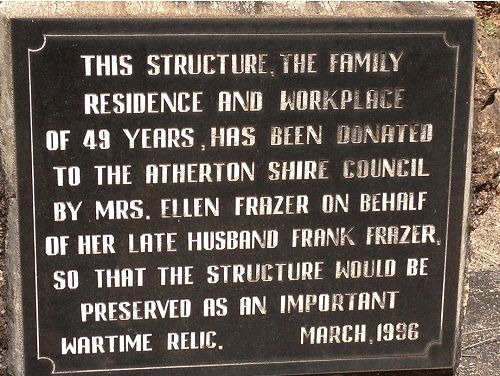 THIS STRUCTURE, THE FAMILY
RESIDENCE AND WORKPLACE
OF 49 YEARS, HAS BEEN DONATED
TO THE ATHERTON SHIRE COUNCIL
BY MRS. ELLEN FRAZER ON BEHALF
OF HER LATE HUSBAND FRANK FRAZER,
SO THAT THE STRUCTURE WOULD BE
PRESERVED AS AN IMPORTANT
WARTIME RELIC. MARCH, 1996